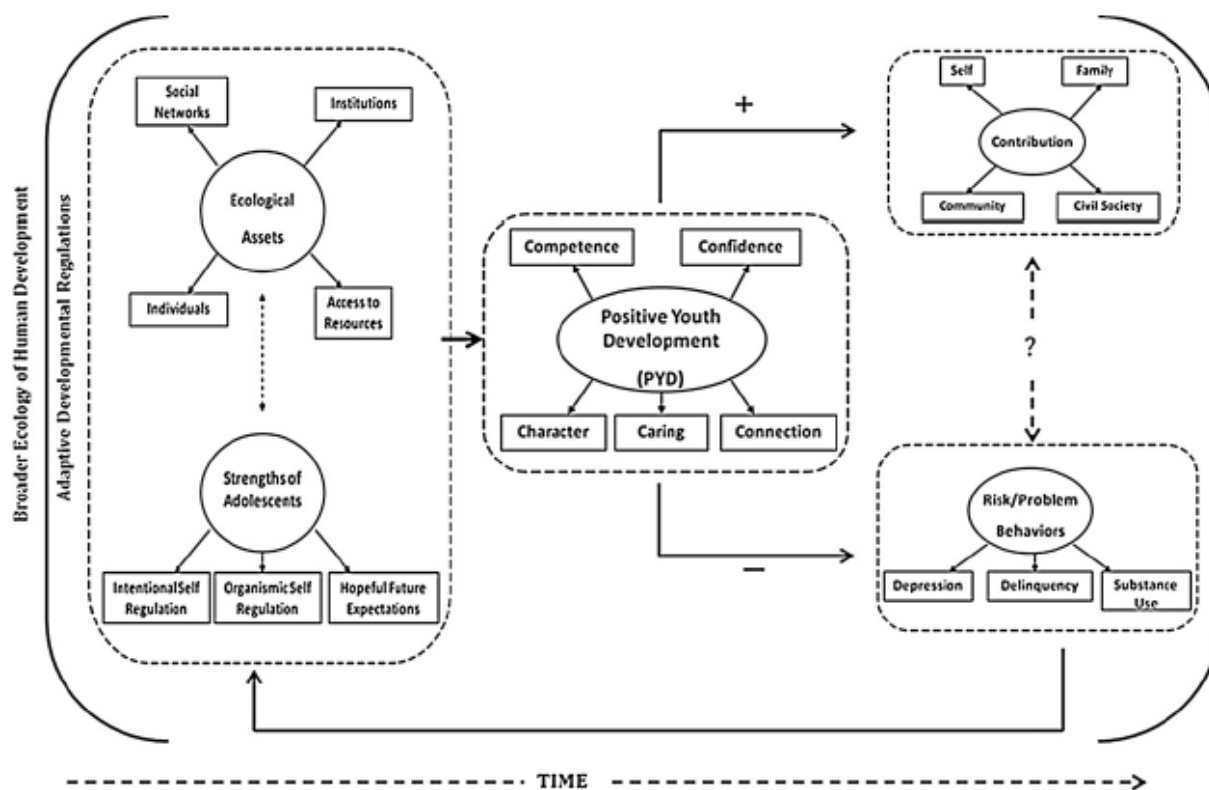 Broader Ecology of Human Development
Adaptive Developmental Regulations
Social
Networks
Institutions
Ecological
Assets
Individuals
Access to
Resources
Strengths of
Adolescents
Intentional Self
Regulation
Organismic Self
Regulation
Hopeful Future
Expectations
Competence
Confidence
Positive Youth
Development
(PYD)
Character
Caring
Connection
+
–
Self
Family
Contribution
Community
Civil Society
?
Risk/Problem
Behaviors
Depression
Delinquency
Substance
Use
TIME